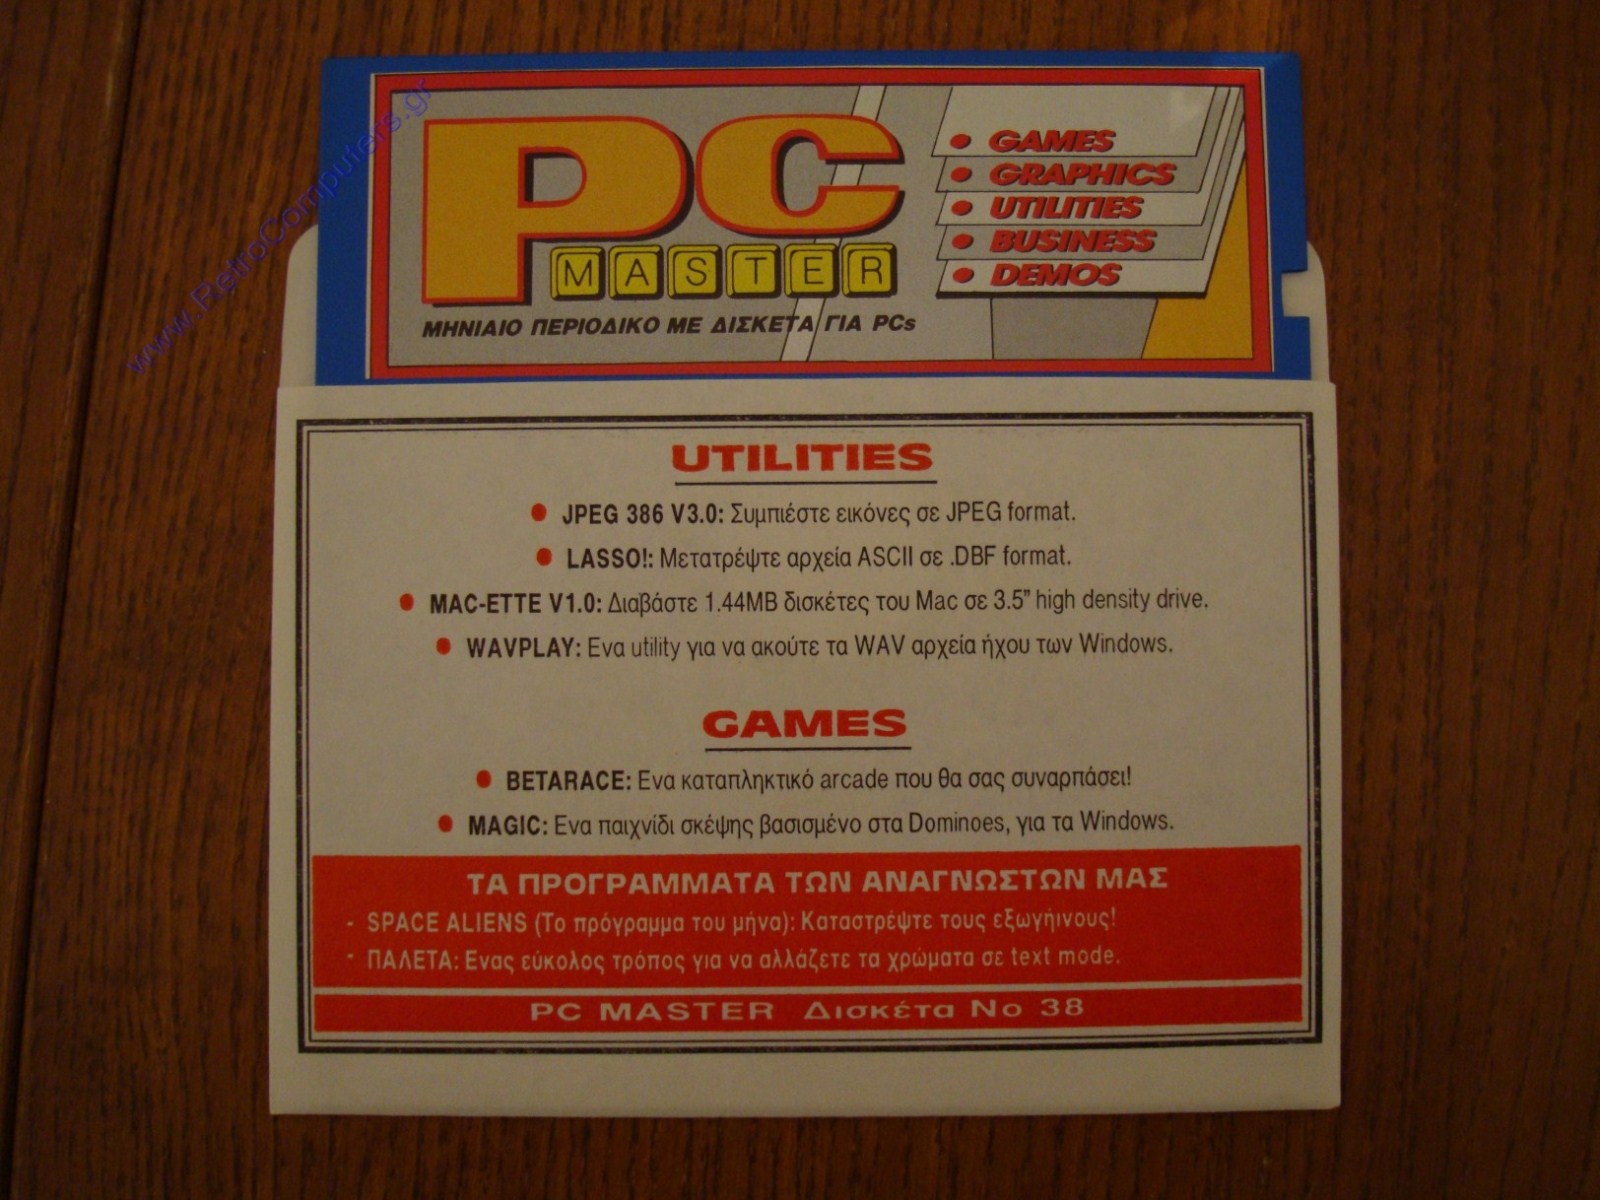 www.RetroComputers.gr
PC
MASTER
ΜΗΝΙΑΙΟ ΠΕΡΙΟΔΙΚΟ ΜΕ ΔΙΣΚΕΤΑ ΓΙΑ PCs
• GAMES
• GRAPHICS
• UTILITIES
• BUSINESS
• DEMOS
UTILITIES
• JPEG 386 V3.0: Συμπιέστε εικόνες σε JPEG format.
• LASSO!: Μετατρέψτε αρχεία ASCII σε .DBF format.
• MAC-ETTE V1.0: Διαβάστε 1.44MB δισκέτες του Mac σε 3.5" high density drive.
• WAVPLAY: Ενα utility για να ακούτε τα WAV αρχεία ήχου των Windows.
GAMES
• BETARACE: Ενα καταπληκτικό arcade που θα σας συναρπάσει!
• MAGIC: Ενα παιχνίδι σκέψης βασισμένο στα Dominoes, για τα Windows.
ΤΑ ΠΡΟΓΡΑΜΜΑΤΑ ΤΩΝ ΑΝΑΓΝΩΣΤΩΝ ΜΑΣ
- SPACE ALIENS (Το πρόγραμμα του μήνα): Καταστρέψτε τους εξωγήινους!
- ΠΑΛΕΤΑ: Ενας εύκολος τρόπος για να αλλάζετε τα χρώματα σε text mode.
PC MASTER Δισκέτα Νο 38